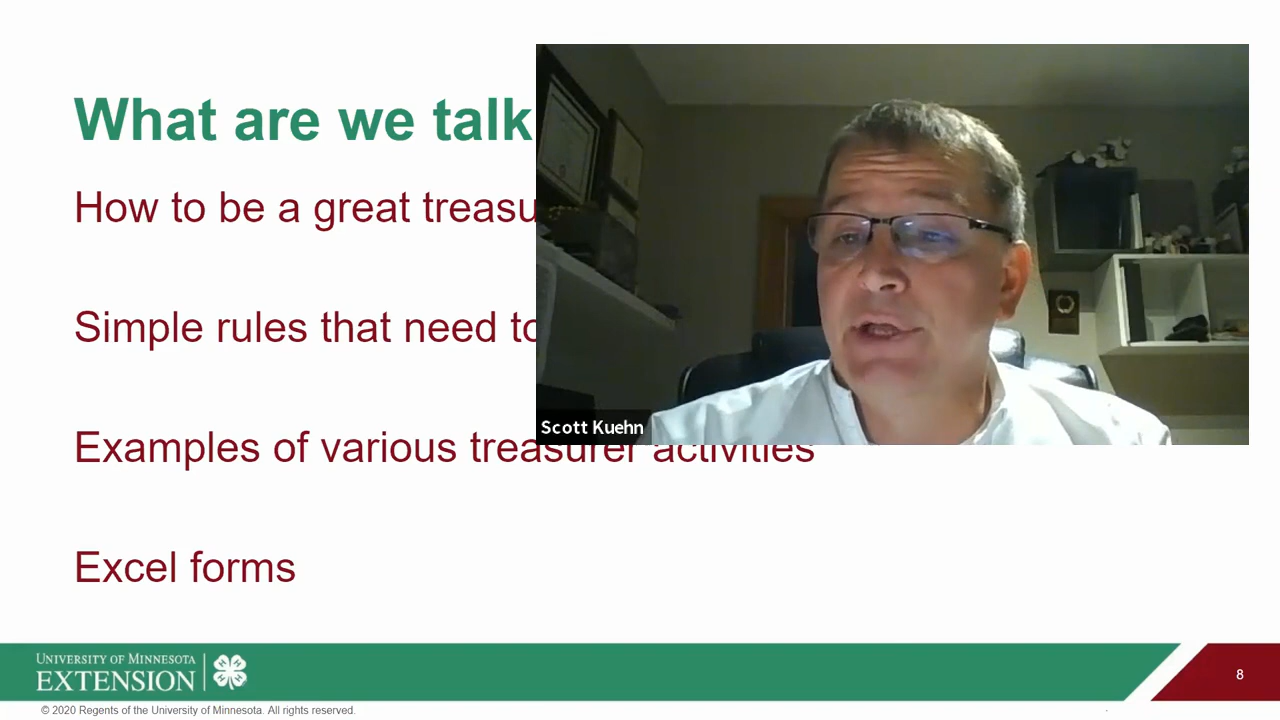 What are we talk
How to be a great treasu
Simple rules that need to
Scott Kuehn
Examples of various treasurer activities
Excel forms
UNIVERSITY OF MINNESOTA
EXTENSION
8
© 2020 Regents of the University of Minnesota. All rights reserved.